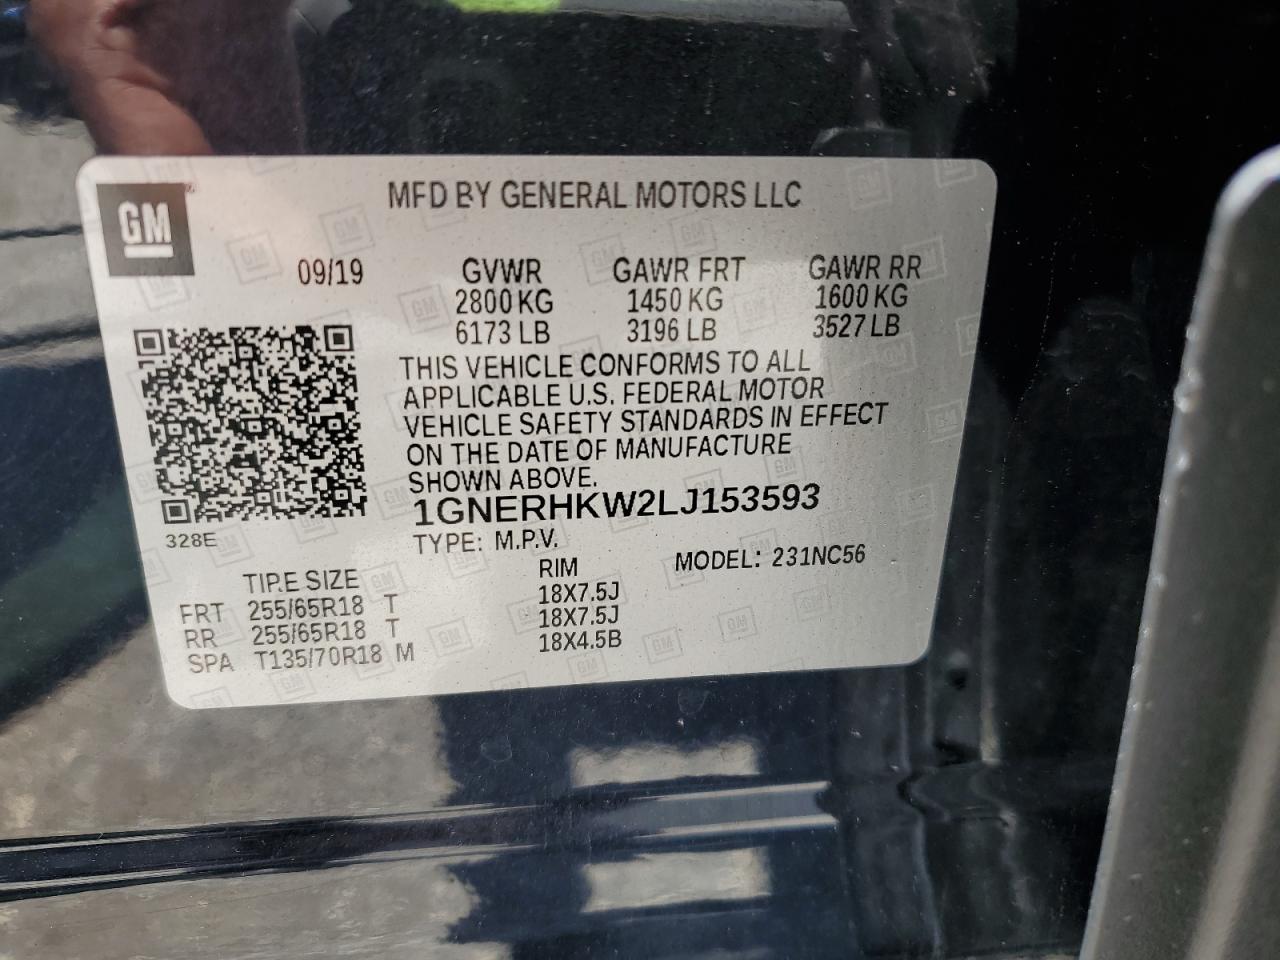 MFD BY GENERAL MOTORS LLC
GM
09/19
GVWR GAWR FRT GAWR RR
2800 KG 1450 KG 1600 KG
6173 LB 3196 LB 3527 LB
THIS VEHICLE CONFORMS TO ALL
APPLICABLE U.S. FEDERAL MOTOR
VEHICLE SAFETY STANDARDS IN EFFECT
ON THE DATE OF MANUFACTURE
SHOWN ABOVE.
1GNERHKW2LJ153593
328E
TYPE: M.P.V. MODEL: 231NC56
TIRE SIZE RIM
FRT 255/65R18 T 18X7.5J
RR 255/65R18 T 18X7.5J
SPA T135/70R18 M 18X4.5B